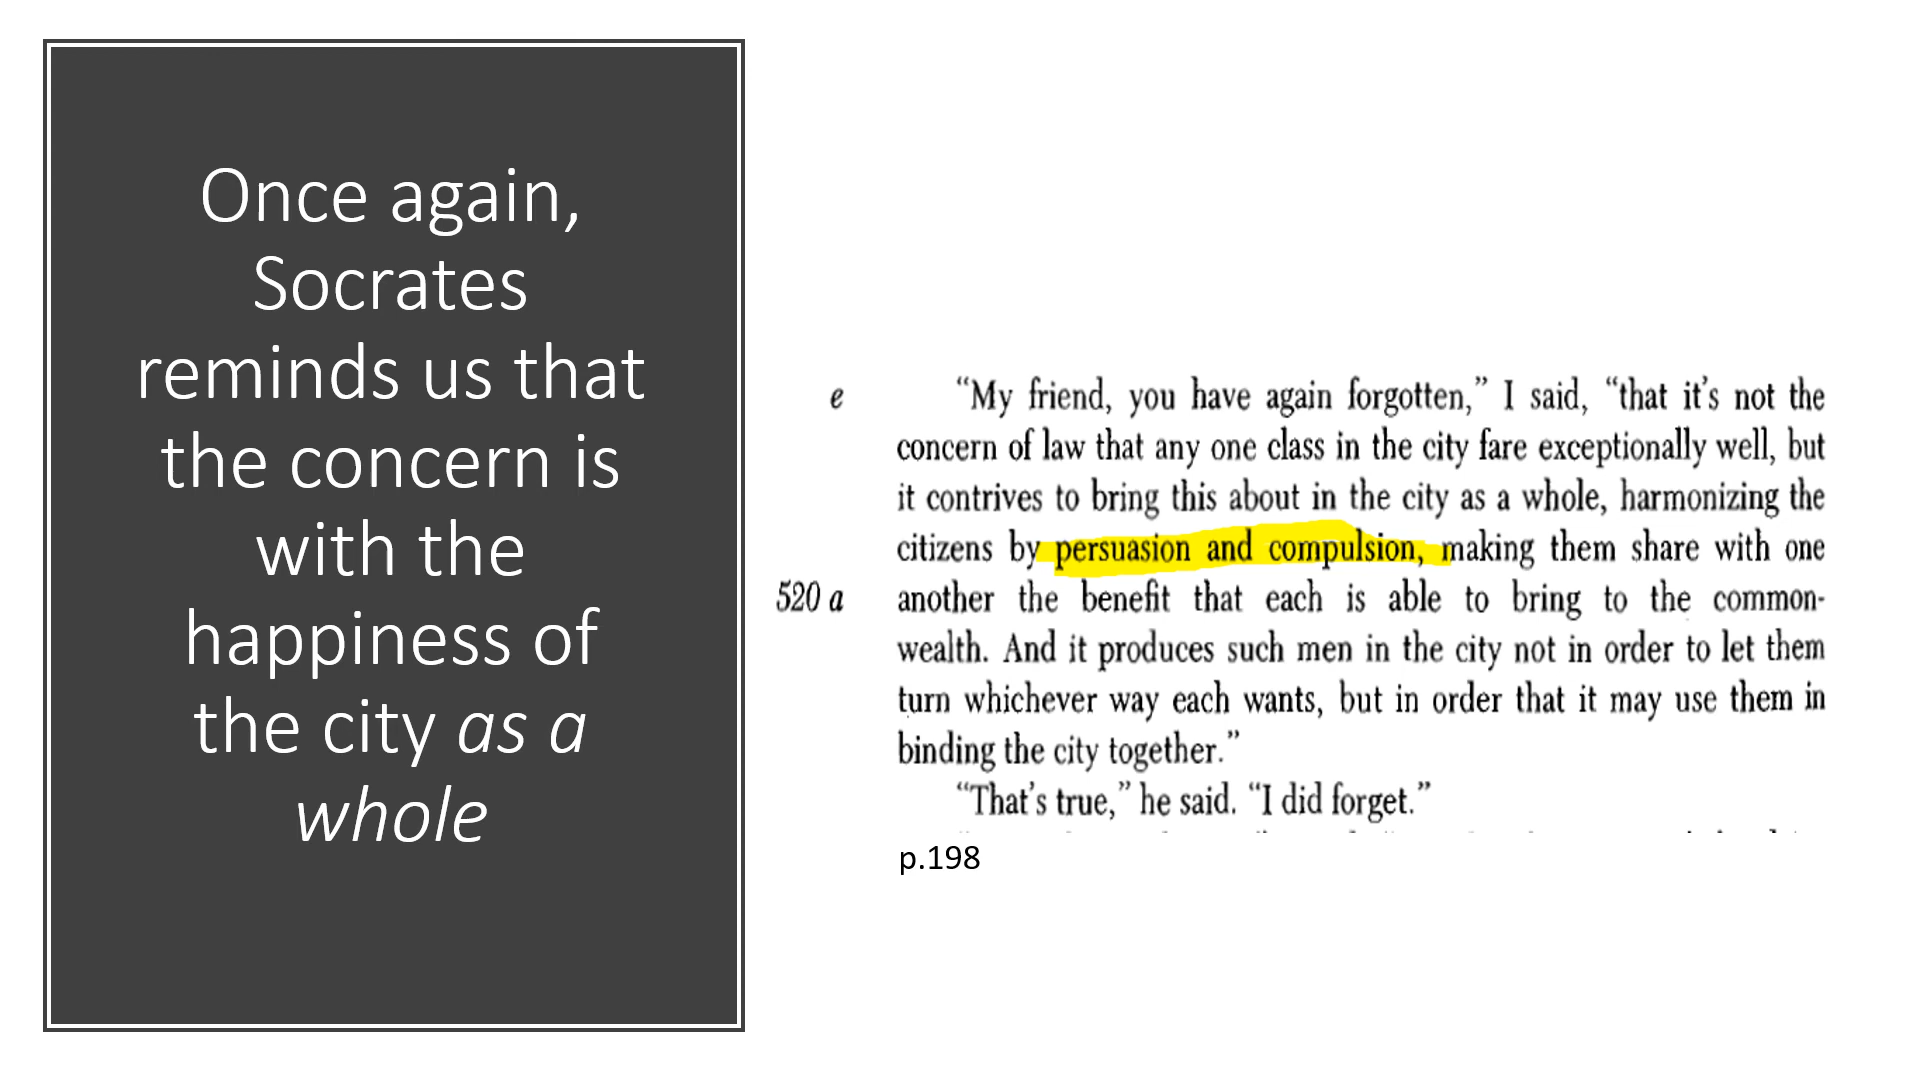 Once again,
Socrates
reminds us that
the concern is
with the
happiness of
the city as a
whole
e “My friend, you have again forgotten,” I said, “that it’s not the
concern of law that any one class in the city fare exceptionally well, but
it contrives to bring this about in the city as a whole, harmonizing the
citizens by persuasion and compulsion, making them share with one
520 a another the benefit that each is able to bring to the common-
wealth. And it produces such men in the city not in order to let them
turn whichever way each wants, but in order that it may use them in
binding the city together.”
“That’s true,” he said. “I did forget.”
p.198